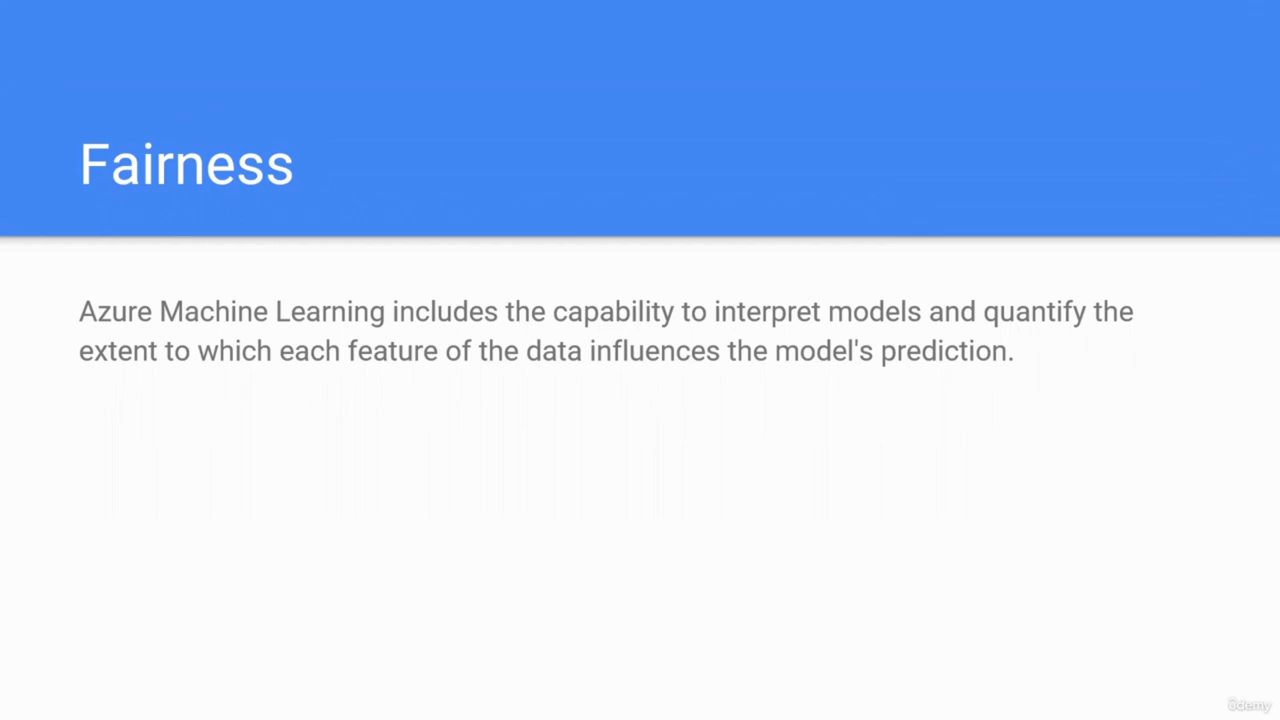 Fairness
Azure Machine Learning includes the capability to interpret models and quantify the
extent to which each feature of the data influences the model's prediction.
ûdemy